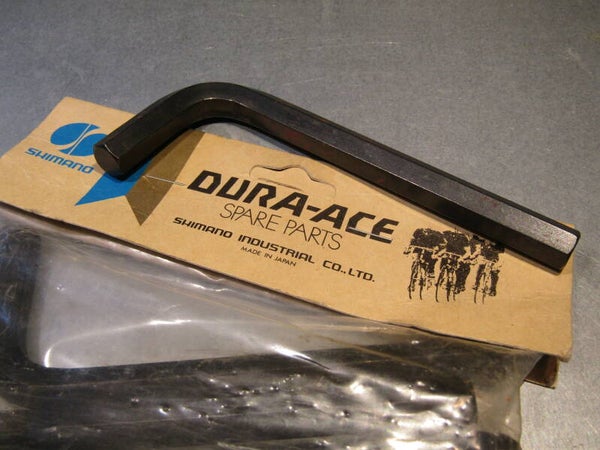 SHIMANO
DURA-ACE
SPARE PARTS
SHIMANO INDUSTRIAL CO.,LTD.
MADE IN JAPAN